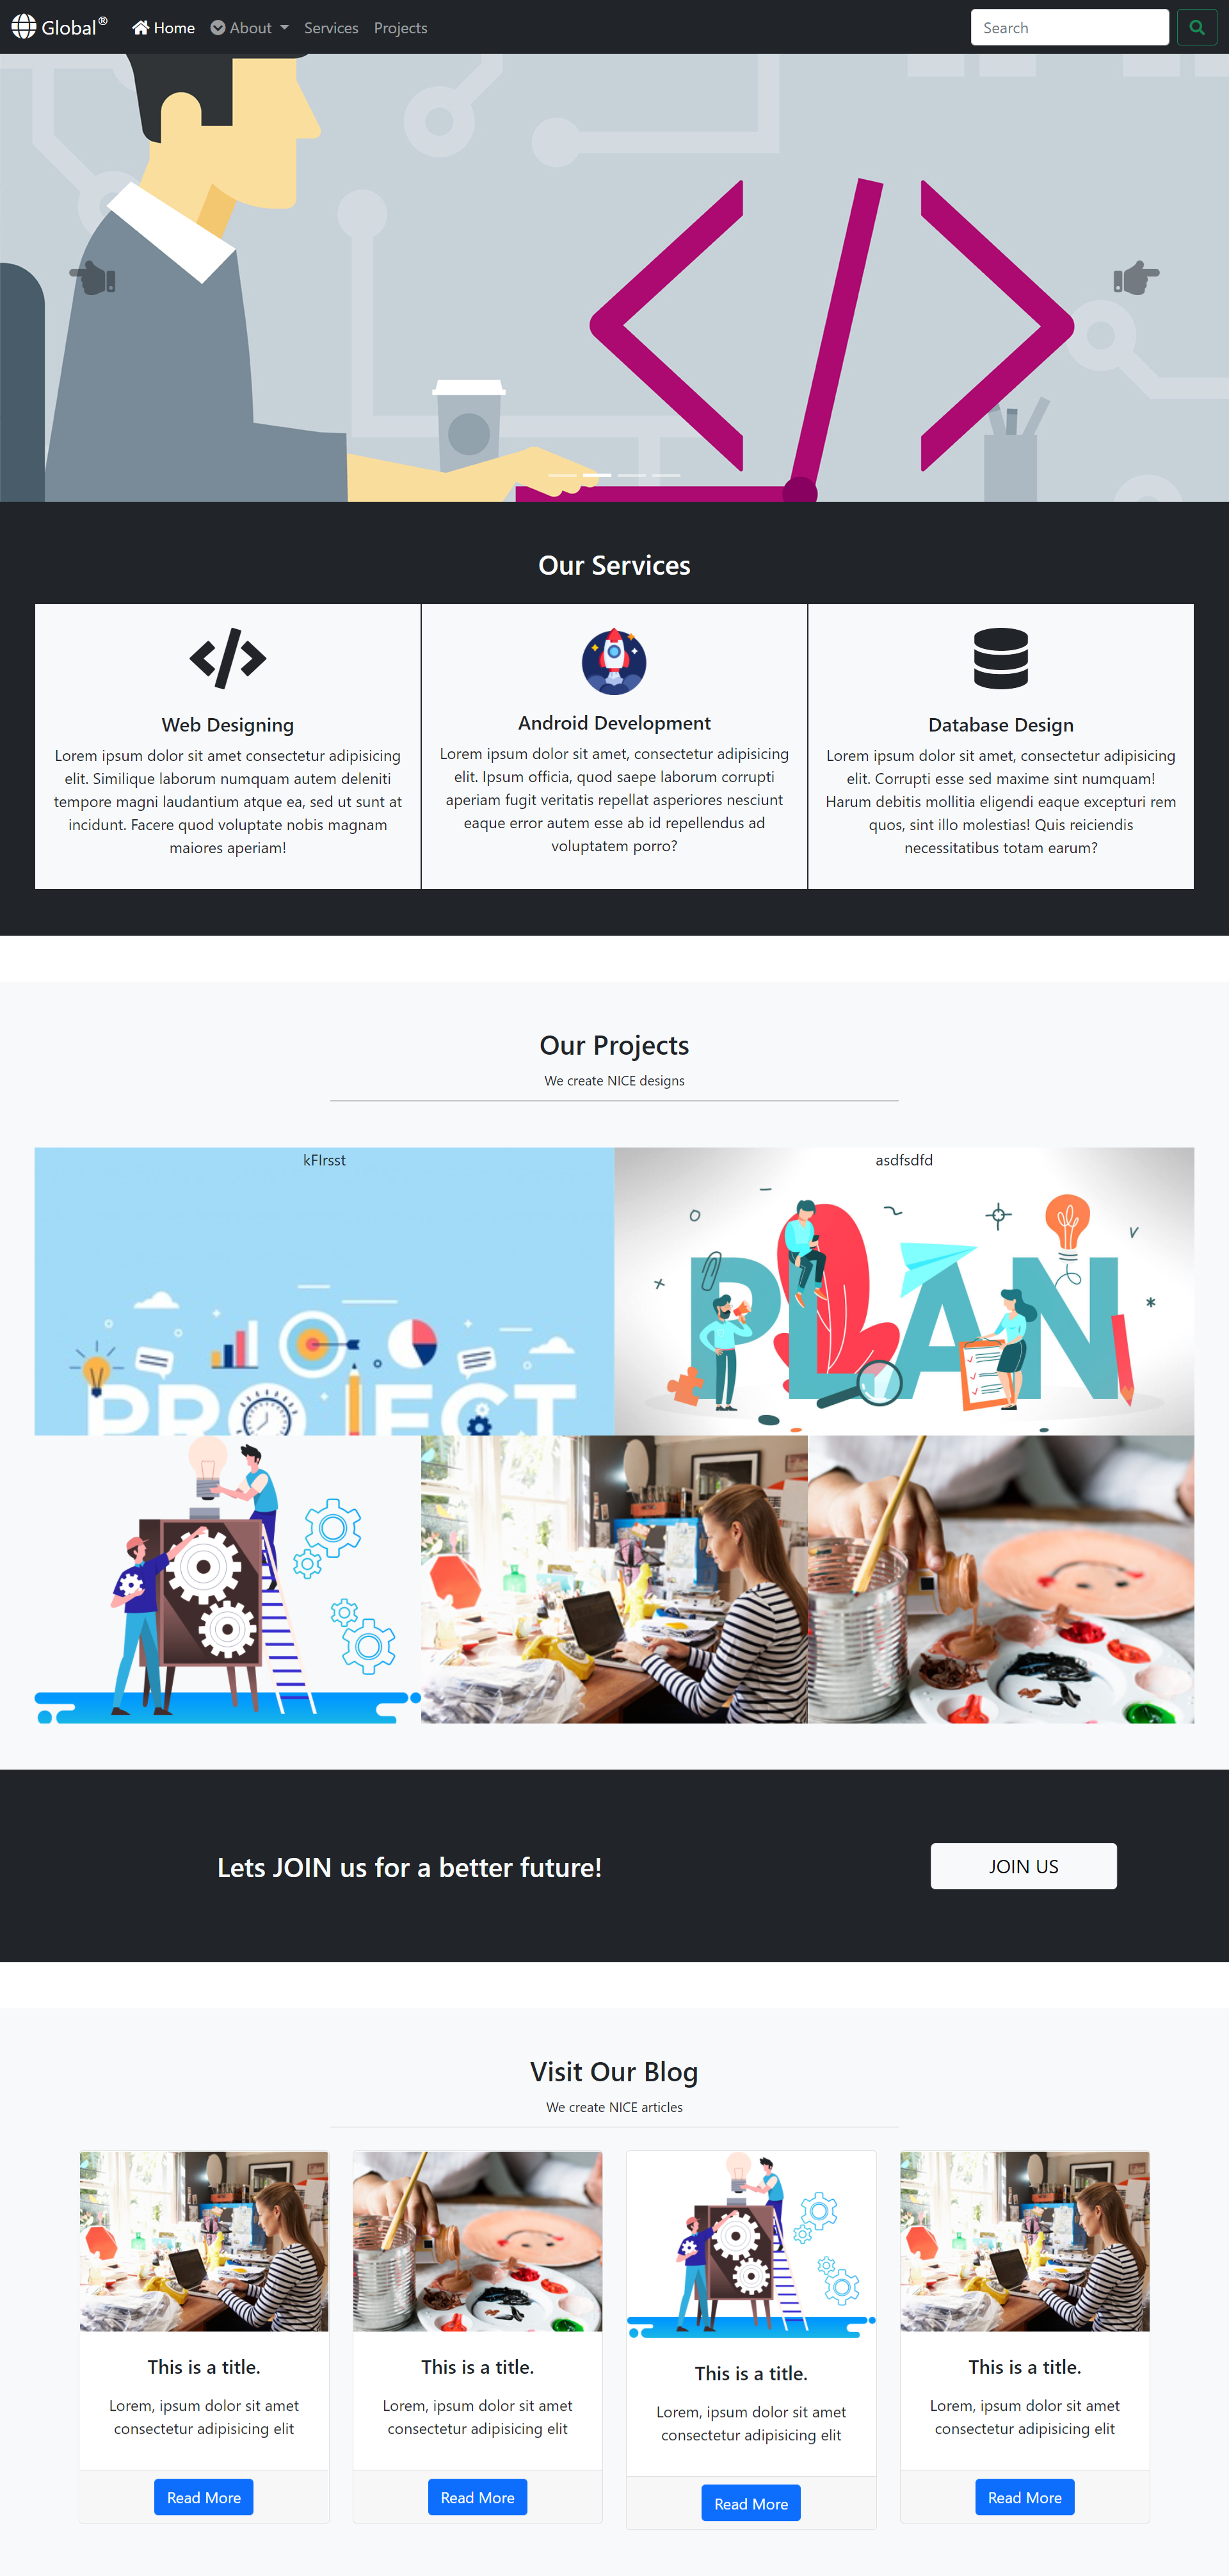 Global® Home About Services Projects Search
Our Services
Web Designing
Lorem ipsum dolor sit amet consectetur adipisicing
elit. Similique laborum numquam autem deleniti
tempore magni laudantium atque ea, sed ut sunt at
incidunt. Facere quod voluptate nobis magnam
maiores aperiam!
Android Development
Lorem ipsum dolor sit amet, consectetur adipisicing
elit. Ipsum officia, quod saepe laborum corrupti
aperiam fugit veritatis repellat asperiores nesciunt
eaque error autem esse ab id repellendus ad
voluptatem porro?
Database Design
Lorem ipsum dolor sit amet, consectetur adipisicing
elit. Corrupti esse sed maxime sint numquam!
Harum debitis mollitia eligendi eaque excepturi rem
quos, sint illo molestias! Quis reiciendis
necessitatibus totam earum?
Our Projects
We create NICE designs
kFIrsst
PROJECT
asdfsdfd
PLAN
Lets JOIN us for a better future!
JOIN US
Visit Our Blog
We create NICE articles
This is a title.
Lorem, ipsum dolor sit amet
consectetur adipisicing elit
Read More
This is a title.
Lorem, ipsum dolor sit amet
consectetur adipisicing elit
Read More
This is a title.
Lorem, ipsum dolor sit amet
consectetur adipisicing elit
Read More
This is a title.
Lorem, ipsum dolor sit amet
consectetur adipisicing elit
Read More